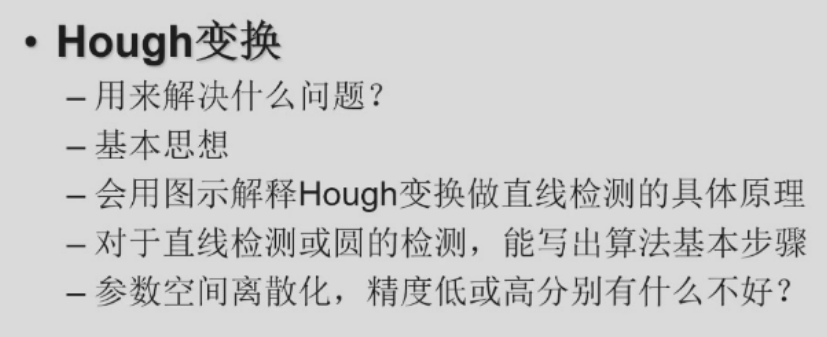 • Hough变换
– 用来解决什么问题？
– 基本思想
– 会用图示解释Hough变换做直线检测的具体原理
– 对于直线检测或圆的检测，能写出算法基本步骤
– 参数空间离散化，精度低或高分别有什么不好？